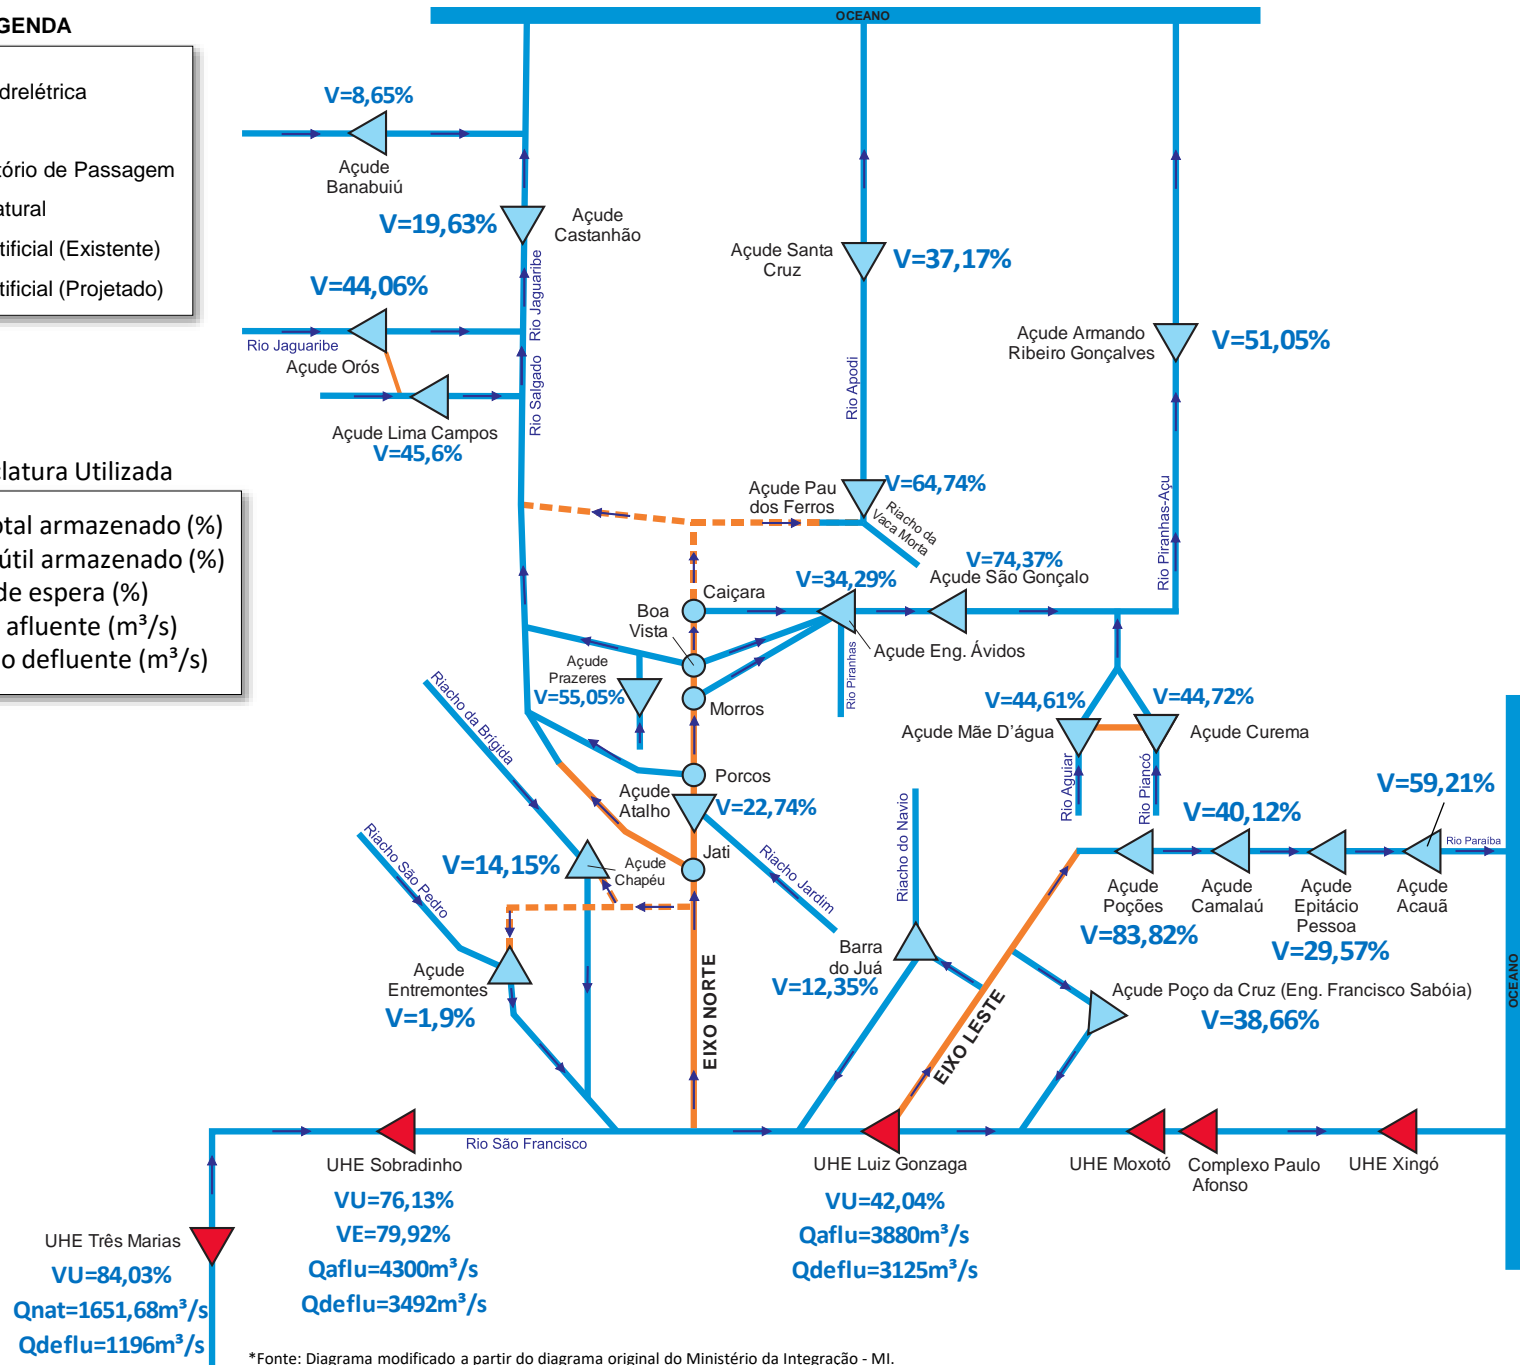 OCEANO
GENDA
drelétrica
tório de Passagem
atural
tificial (Existente)
tificial (Projetado)
V=8,65%
Açude
Banabuiú
V=19,63%
Açude
Castanhão
Rio Jaguaribe
V=44,06%
Rio Jaguaribe
Açude Orós
Rio Salgado
Açude Lima Campos
V=45,6%
Açude Santa
Cruz
V=37,17%
Rio Apodi
Açude Armando
Ribeiro Gonçalves
V=51,05%
Rio Piranhas-Açu
clatura Utilizada
otal armazenado (%)
útil armazenado (%)
de espera (%)
afluente (m³/s)
o defluente (m³/s)
Açude Pau
dos Ferros
V=64,74%
Riacho da
Vaca Morta
V=74,37%
Açude São Gonçalo
V=34,29%
Caiçara
Boa
Vista
Açude Eng. Ávidos
Rio Piranhas
Açude
Prazeres
V=55,05%
Morros
Riacho da Brígida
V=44,61%
V=44,72%
Açude Mãe D'água
Açude Curema
Rio Aguiar
Rio Piancó
Porcos
Açude
Atalho
V=22,74%
Jati
Riacho Jardim
Riacho do Navio
V=59,21%
V=40,12%
Rio Paraíba
Açude
Poções
V=83,82%
Açude
Camalaú
Açude
Epitácio
Pessoa
V=29,57%
Açude
Acauã
Riacho São Pedro
V=14,15%
Açude
Chapéu
Açude
Entremontes
V=1,9%
EIXO NORTE
Barra
do Juá
V=12,35%
EIXO LESTE
Açude Poço da Cruz (Eng. Francisco Sabóia)
V=38,66%
OCEANO
Rio São Francisco
UHE Sobradinho
VU=76,13%
VE=79,92%
Qaflu=4300m³/s
Qdeflu=3492m³/s
UHE Luiz Gonzaga
VU=42,04%
Qaflu=3880m³/s
Qdeflu=3125m³/s
UHE Moxotó
Complexo Paulo
Afonso
UHE Xingó
UHE Três Marias
VU=84,03%
Qnat=1651,68m³/s
Qdeflu=1196m³/s
*Fonte: Diagrama modificado a partir do diagrama original do Ministério da Integração - MI.